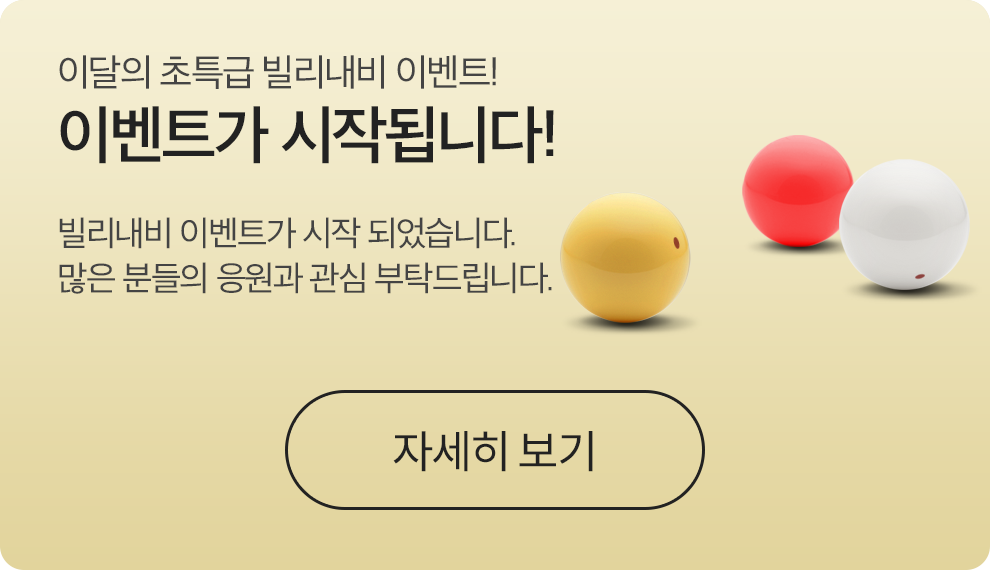 이달의 초특급 빌리내비 이벤트!
이벤트가 시작됩니다!
빌리내비 이벤트가 시작 되었습니다.
많은 분들의 응원과 관심 부탁드립니다.
자세히 보기